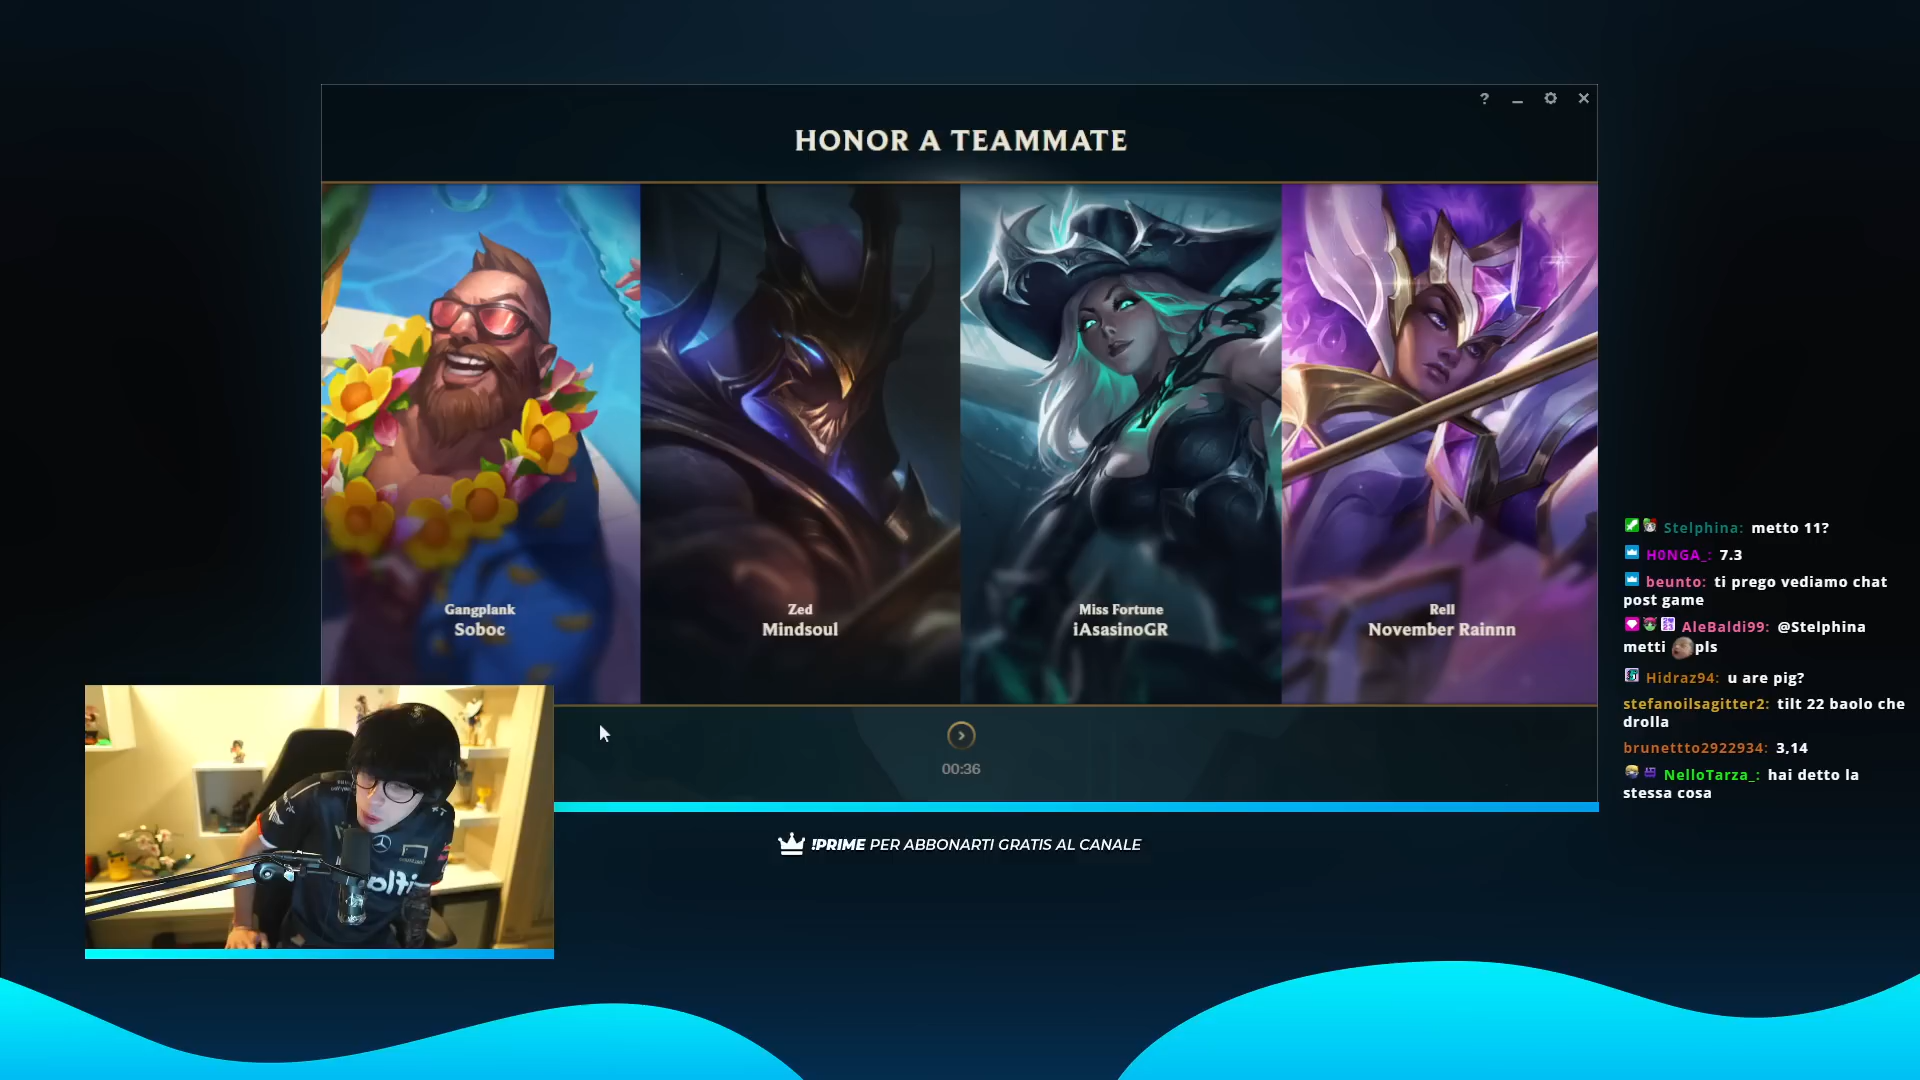 ?
HONOR A TEAMMATE
Gangplank
Soboc
Zed
Mindsoul
Miss Fortune
iAsasinoGR
Rell
November Rainnn
00:36
!PRIME PER ABBONARTI GRATIS AL CANALE
Stelphina: metto 11?
H0NGA_: 7.3
beunto: ti prego vediamo chat
post game
AleBaldi99: @Stelphina
metti pls
Hidraz94: u are pig?
stefanoilsagitter2: tilt 22 baolo che
drolla
brunettto2922934: 3,14
NelloTarza_: hai detto la
stessa cosa